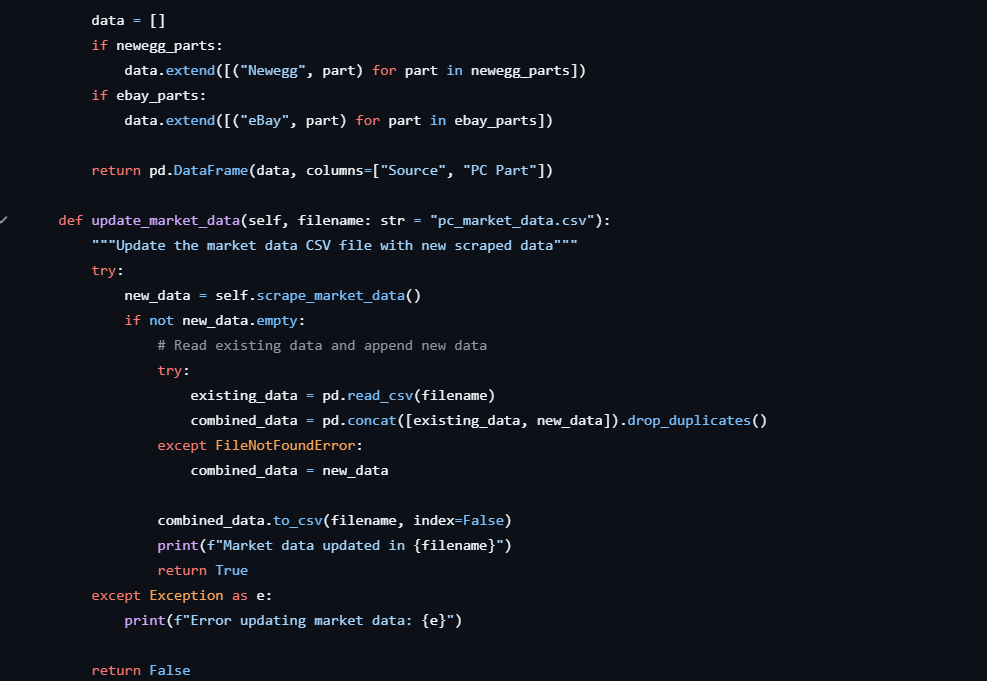 data = []
if newegg_parts:
data.extend([("Newegg", part) for part in newegg_parts])
if ebay_parts:
data.extend([("eBay", part) for part in ebay_parts])
return pd.DataFrame(data, columns=["Source", "PC Part"])
def update_market_data(self, filename: str = "pc_market_data.csv"):
"""Update the market data CSV file with new scraped data"""
try:
new_data = self.scrape_market_data()
if not new_data.empty:
# Read existing data and append new data
try:
existing_data = pd.read_csv(filename)
combined_data = pd.concat([existing_data, new_data]).drop_duplicates()
except FileNotFoundError:
combined_data = new_data
combined_data.to_csv(filename, index=False)
print(f"Market data updated in {filename}")
return True
except Exception as e:
print(f"Error updating market data: {e}")
return False